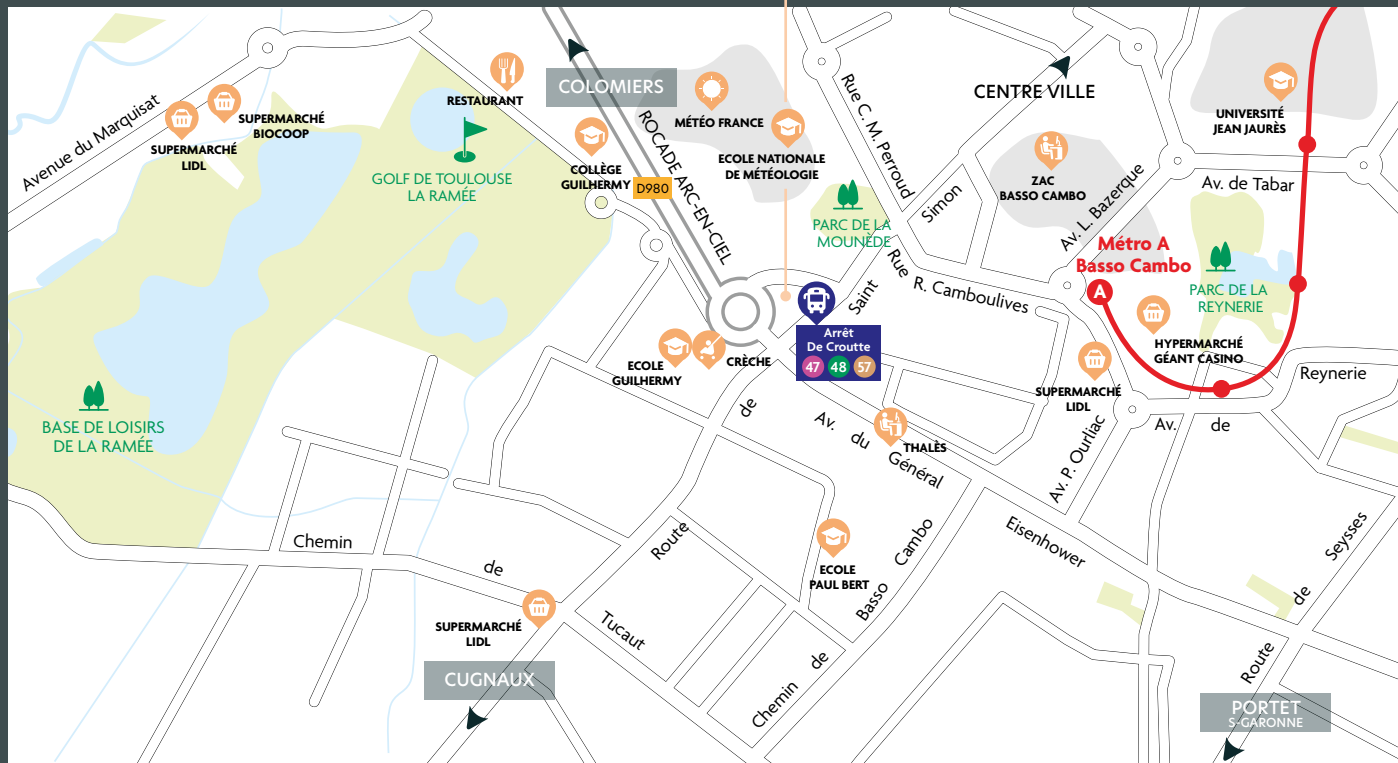 COLOMIERS
Avenue du Marquisat
SUPERMARCHÉ
LIDL
SUPERMARCHÉ
BIOCOOP
RESTAURANT
GOLF DE TOULOUSE
LA RAMÉE
COLLÈGE
GUILHERMY
D980
ROCADE ARC-EN-CIEL
MÉTÉO FRANCE
ECOLE NATIONALE
DE MÉTÉOLOGIE
Rue C. M. Perroud
CENTRE VILLE
UNIVERSITÉ
JEAN JAURÈS
ZAC
BASSO CAMBO
Simon
Av. L. Bazerque
Av. de Tabar
PARC DE LA
MOUNÈDE
Métro A
Basso Cambo
A
PARC DE LA
REYNERIE
Rue R. Camboulives
Saint
Arrêt
De Croutte
47 48 57
HYPERMARCHÉ
GÉANT CASINO
ECOLE
GUILHERMY
CRÈCHE
SUPERMARCHÉ
LIDL
Reynerie
de
Av.
de
BASE DE LOISIRS
DE LA RAMÉE
Av. du Général Eisenhower
THALÈS
Av. P. Ourliac
Chemin
de
Tucaut
Route
ECOLE
PAUL BERT
Chemin de Basso Cambo
Route de Seysses
SUPERMARCHÉ
LIDL
CUGNAUX
PORTET
S-GARONNE